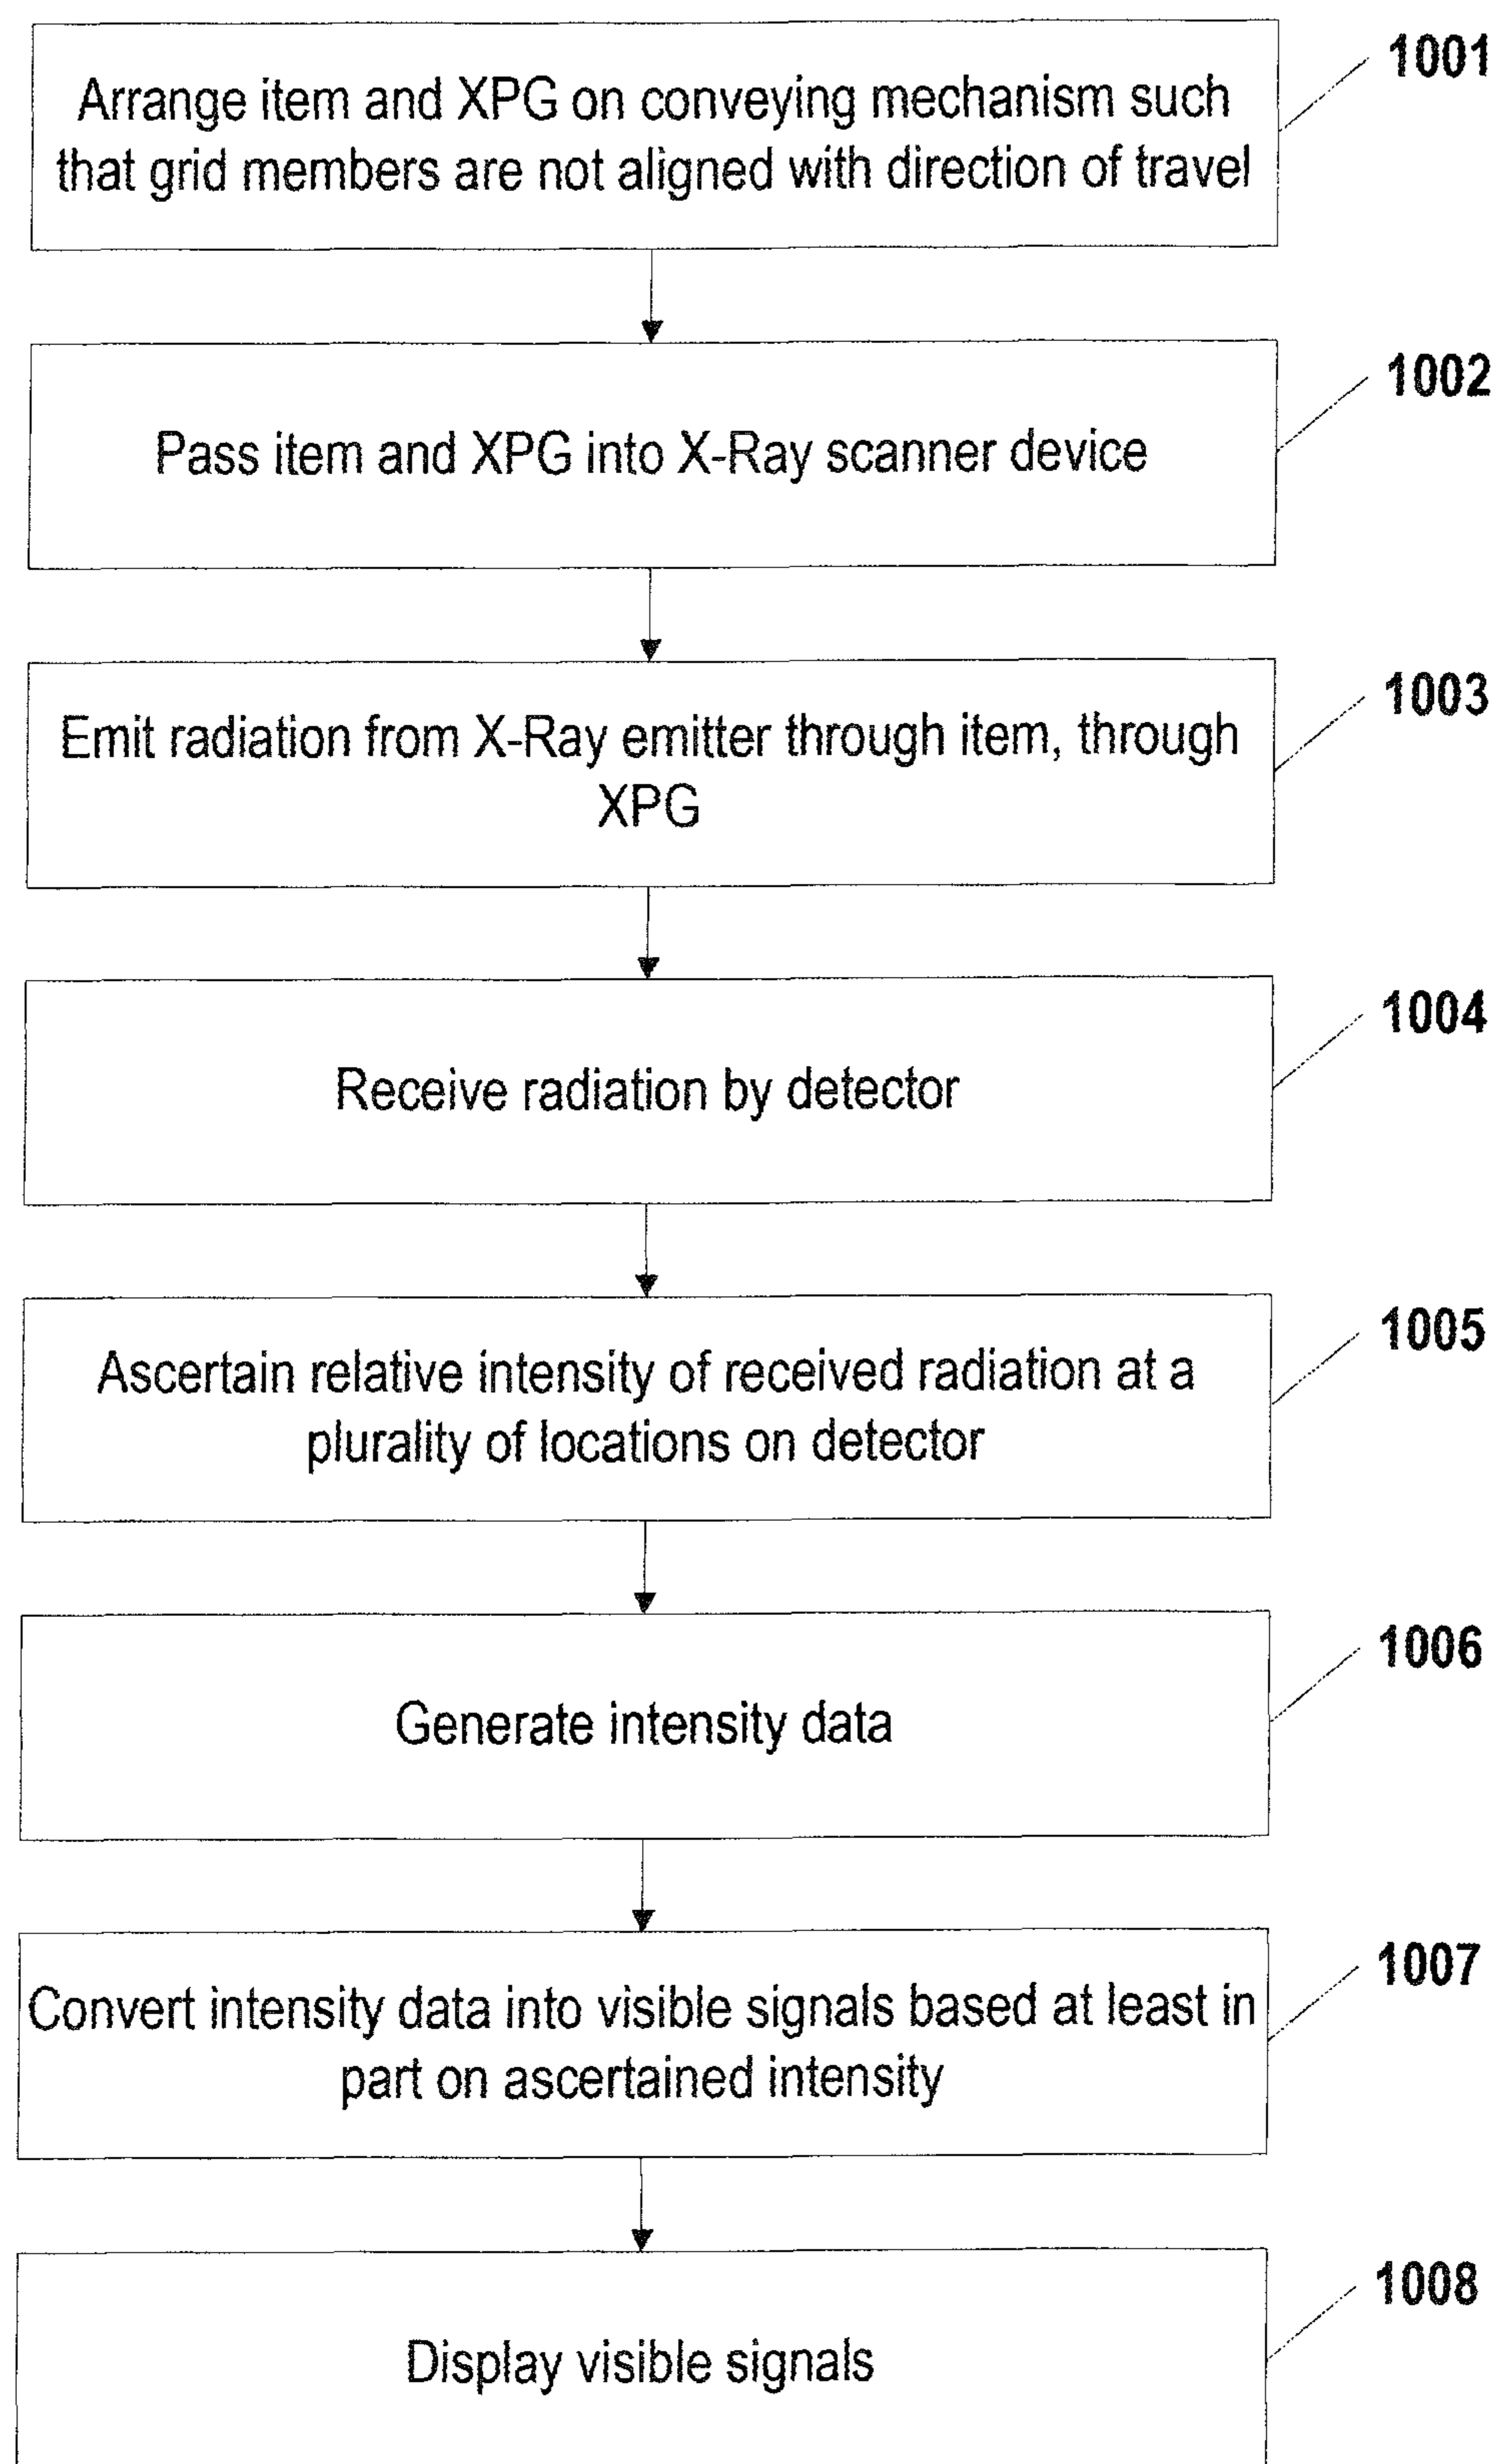 Arrange item and XPG on conveying mechanism such
that grid members are not aligned with direction of travel
1001
Pass item and XPG into X-Ray scanner device
1002
Emit radiation from X-Ray emitter through item, through
XPG
1003
Receive radiation by detector
1004
Ascertain relative intensity of received radiation at a
plurality of locations on detector
1005
Generate intensity data
1006
Convert intensity data into visible signals based at least in
part on ascertained intensity
1007
Display visible signals
1008